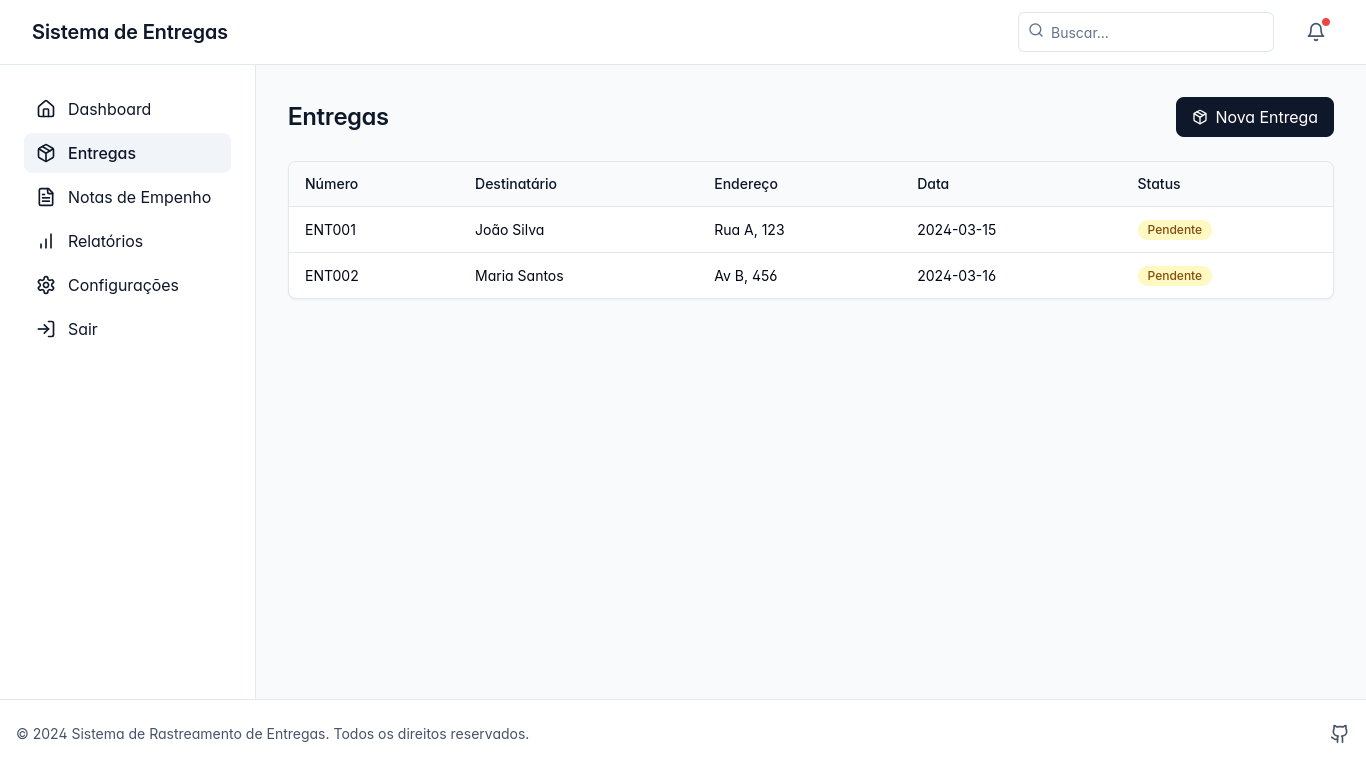 Sistema de Entregas
Buscar...
Dashboard
Entregas
Notas de Empenho
Relatórios
Configurações
Sair
Entregas
Nova Entrega
Número Destinatário Endereço Data Status
ENT001 João Silva Rua A, 123 2024-03-15 Pendente
ENT002 Maria Santos Av B, 456 2024-03-16 Pendente
© 2024 Sistema de Rastreamento de Entregas. Todos os direitos reservados.